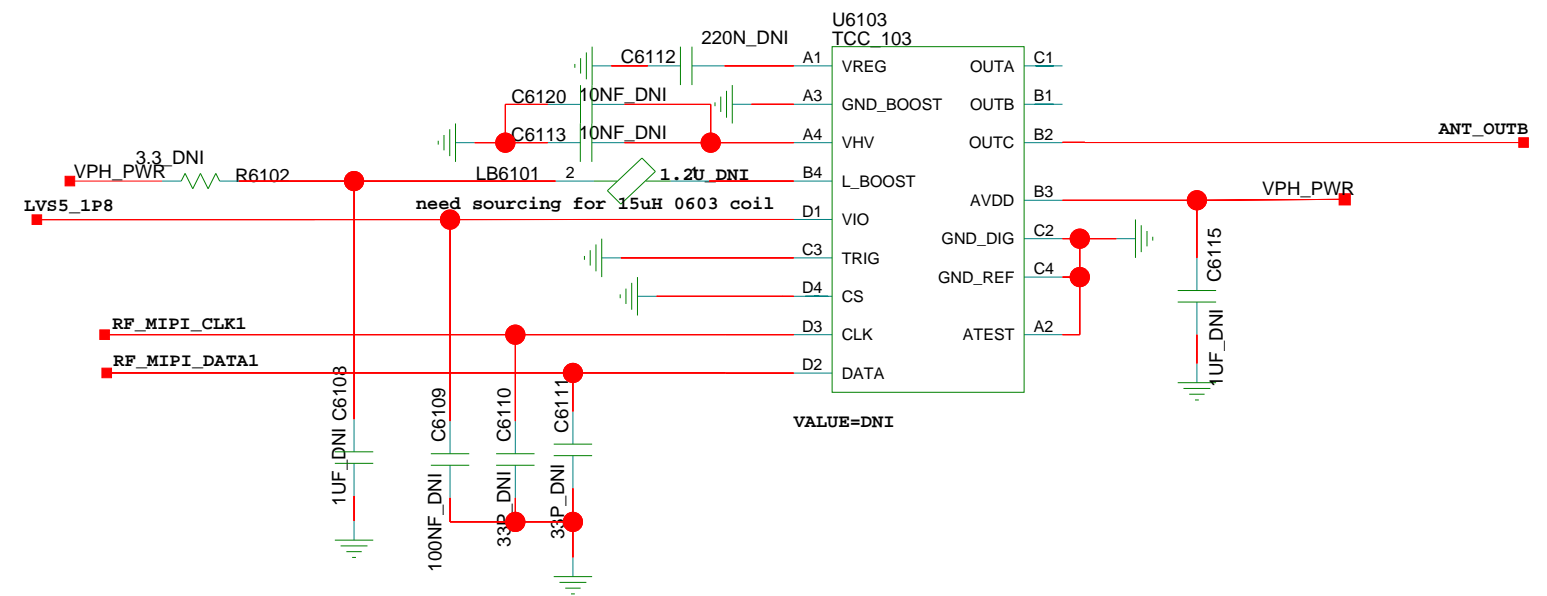 U6103
TCC_103
220N_DNI
C6112
A1
VREG
OUTA
C1
C6120
10NF_DNI
A3
GND_BOOST
OUTB
B1
C6113
10NF_DNI
A4
VHV
OUTC
B2
ANT_OUTB
3.3_DNI
VPH_PWR
R6102
LB6101
2
1
1.2U_DNI
B4
L_BOOST
AVDD
B3
VPH_PWR
LVS5_1P8
need sourcing for 15uH 0603 coil
D1
VIO
GND_DIG
C2
C3
TRIG
GND_REF
C4
D4
CS
C6115
1UF_DNI
RF_MIPI_CLK1
D3
CLK
ATEST
A2
RF_MIPI_DATA1
D2
DATA
VALUE=DNI
C6108
1UF_DNI
C6109
100NF_DNI
C6110
33P_DNI
C6111
33P_DNI